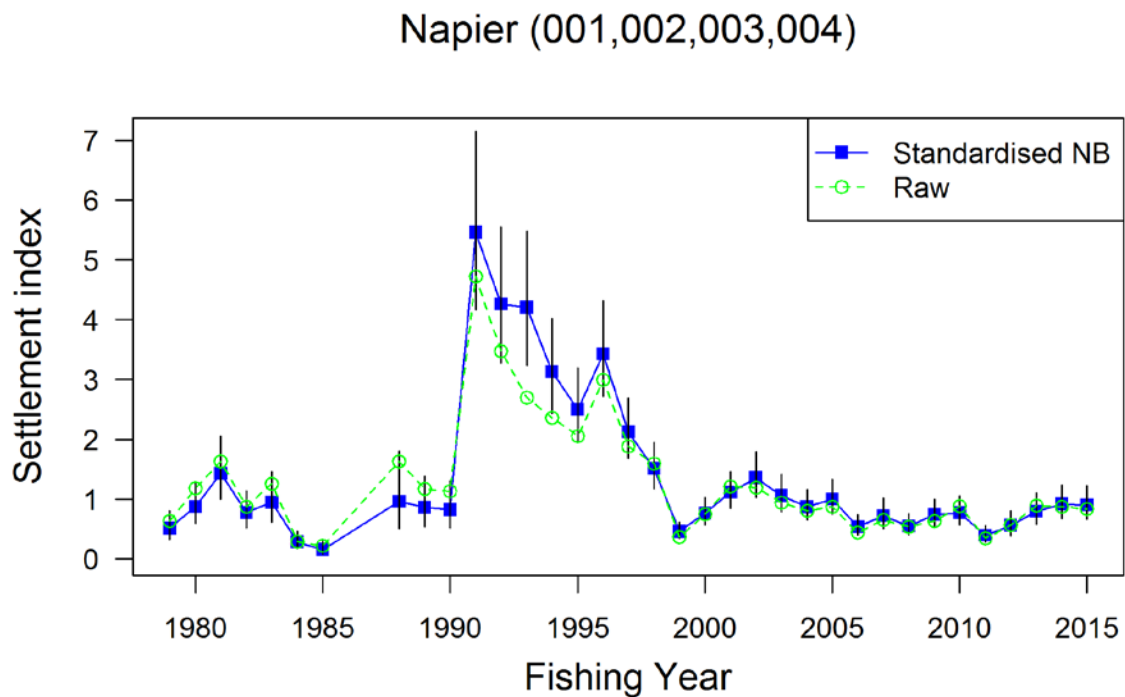 Napier (001,002,003,004)
Standardised NB
Raw
Settlement index
7
6
5
4
3
2
1
0
1980 1985 1990 1995 2000 2005 2010 2015
Fishing Year